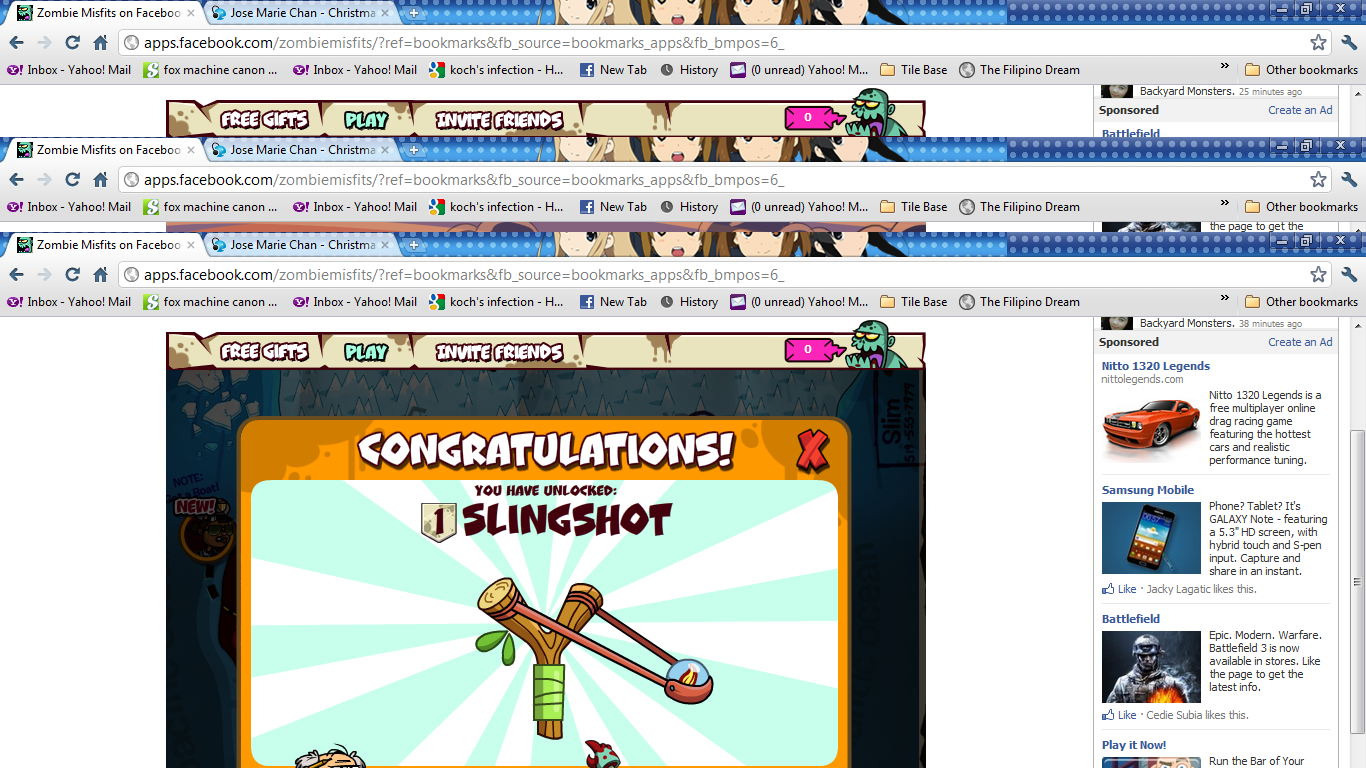 Zombie Misfits on Faceboo
Jose Marie Chan - Christma
apps.facebook.com/zombiemisfits/?ref=bookmarks&fb_source=bookmarks_apps&fb_bmpos=6_
Inbox - Yahoo! Mail
fox machine canon ...
Inbox - Yahoo! Mail
koch's infection - H...
New Tab
History
(0 unread) Yahoo! M...
Tile Base
The Filipino Dream
»
Other bookmarks
FREE GIFTS
PLAY
INVITE FRIENDS
0
Backyard Monsters. 25 minutes ago
Sponsored
Create an Ad
Battlefield
Zombie Misfits on Faceboo
Jose Marie Chan - Christma
apps.facebook.com/zombiemisfits/?ref=bookmarks&fb_source=bookmarks_apps&fb_bmpos=6_
Inbox - Yahoo! Mail
fox machine canon ...
Inbox - Yahoo! Mail
koch's infection - H...
New Tab
History
(0 unread) Yahoo! M...
Tile Base
The Filipino Dream
»
Other bookmarks
the page to get the
Zombie Misfits on Faceboo
Jose Marie Chan - Christma
apps.facebook.com/zombiemisfits/?ref=bookmarks&fb_source=bookmarks_apps&fb_bmpos=6_
Inbox - Yahoo! Mail
fox machine canon ...
Inbox - Yahoo! Mail
koch's infection - H...
New Tab
History
(0 unread) Yahoo! M...
Tile Base
The Filipino Dream
»
Other bookmarks
FREE GIFTS
PLAY
INVITE FRIENDS
0
NOTE:
NEW!
Slim
CONGRATULATIONS!
X
YOU HAVE UNLOCKED:
1 SLINGSHOT
Backyard Monsters. 38 minutes ago
Sponsored
Create an Ad
Nitto 1320 Legends
nittolegends.com
Nitto 1320 Legends is a
free multiplayer online
drag racing game
featuring the hottest
cars and realistic
performance tuning.
Samsung Mobile
Phone? Tablet? It's
GALAXY Note - featuring
a 5.3" HD screen, with
hybrid touch and S-pen
input. Capture and
share in an instant.
Like · Jacky Lagatic likes this.
Battlefield
Epic. Modern. Warfare.
Battlefield 3 is now
available in stores. Like
the page to get the
latest info.
Like · Cedie Subia likes this.
Play it Now!
Run the Bar of Your